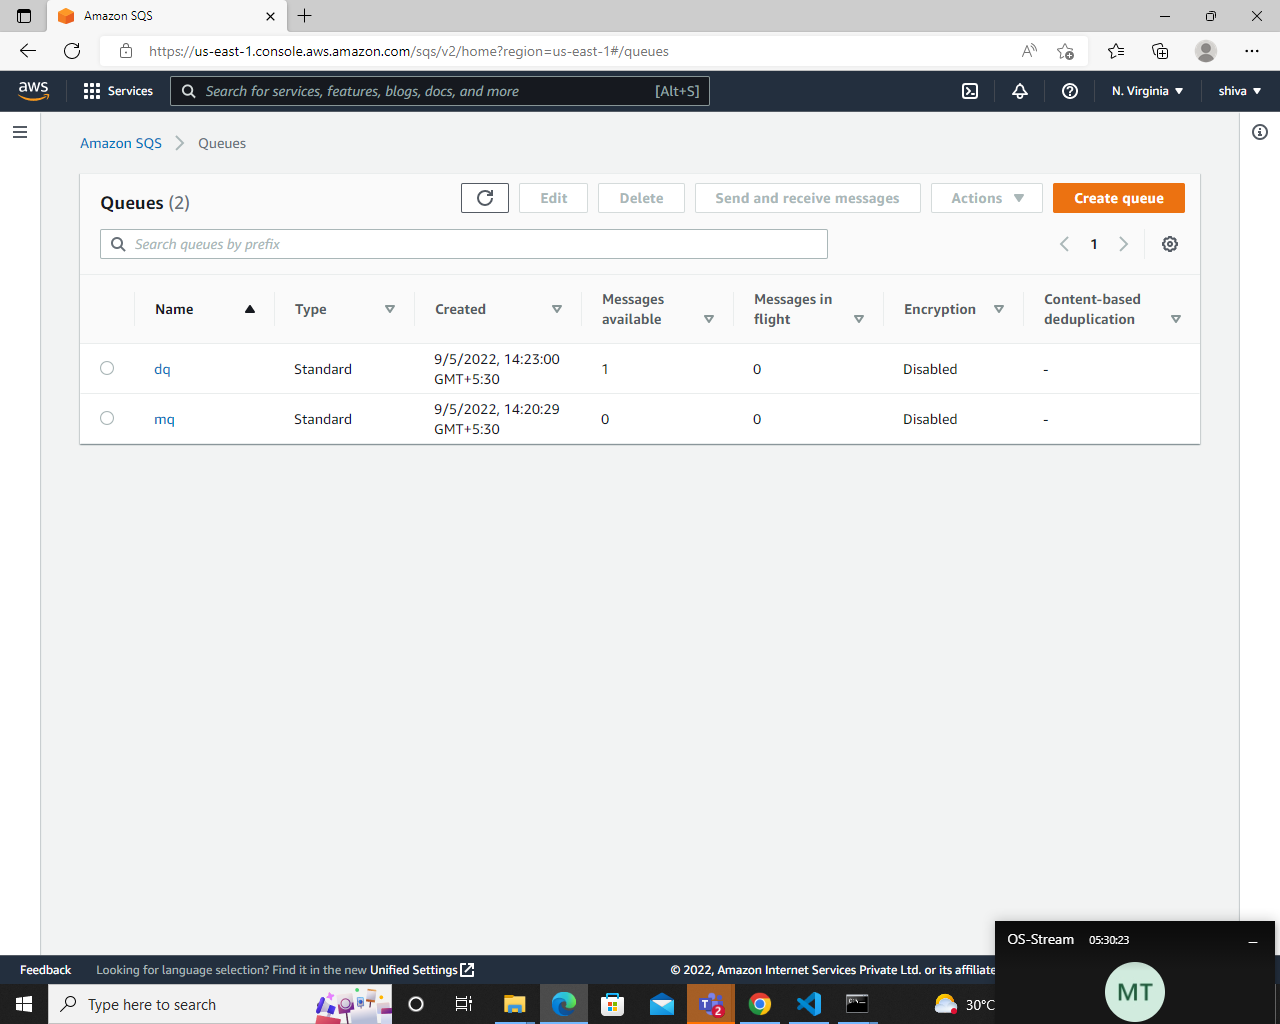 Amazon SQS
https://us-east-1.console.aws.amazon.com/sqs/v2/home?region=us-east-1#/queues
aws
Services
Search for services, features, blogs, docs, and more
[Alt+S]
N. Virginia
shiva
Amazon SQS
Queues
Queues (2)
Edit
Delete
Send and receive messages
Actions
Create queue
Search queues by prefix
1
Name
Type
Created
Messages available
Messages in flight
Encryption
Content-based deduplication
dq
Standard
9/5/2022, 14:23:00 GMT+5:30
1
0
Disabled
-
mq
Standard
9/5/2022, 14:20:29 GMT+5:30
0
0
Disabled
-
OS-Stream
05:30:23
MT
Feedback
Looking for language selection? Find it in the new Unified Settings
© 2022, Amazon Internet Services Private Ltd. or its affiliate
Type here to search
2
30°C